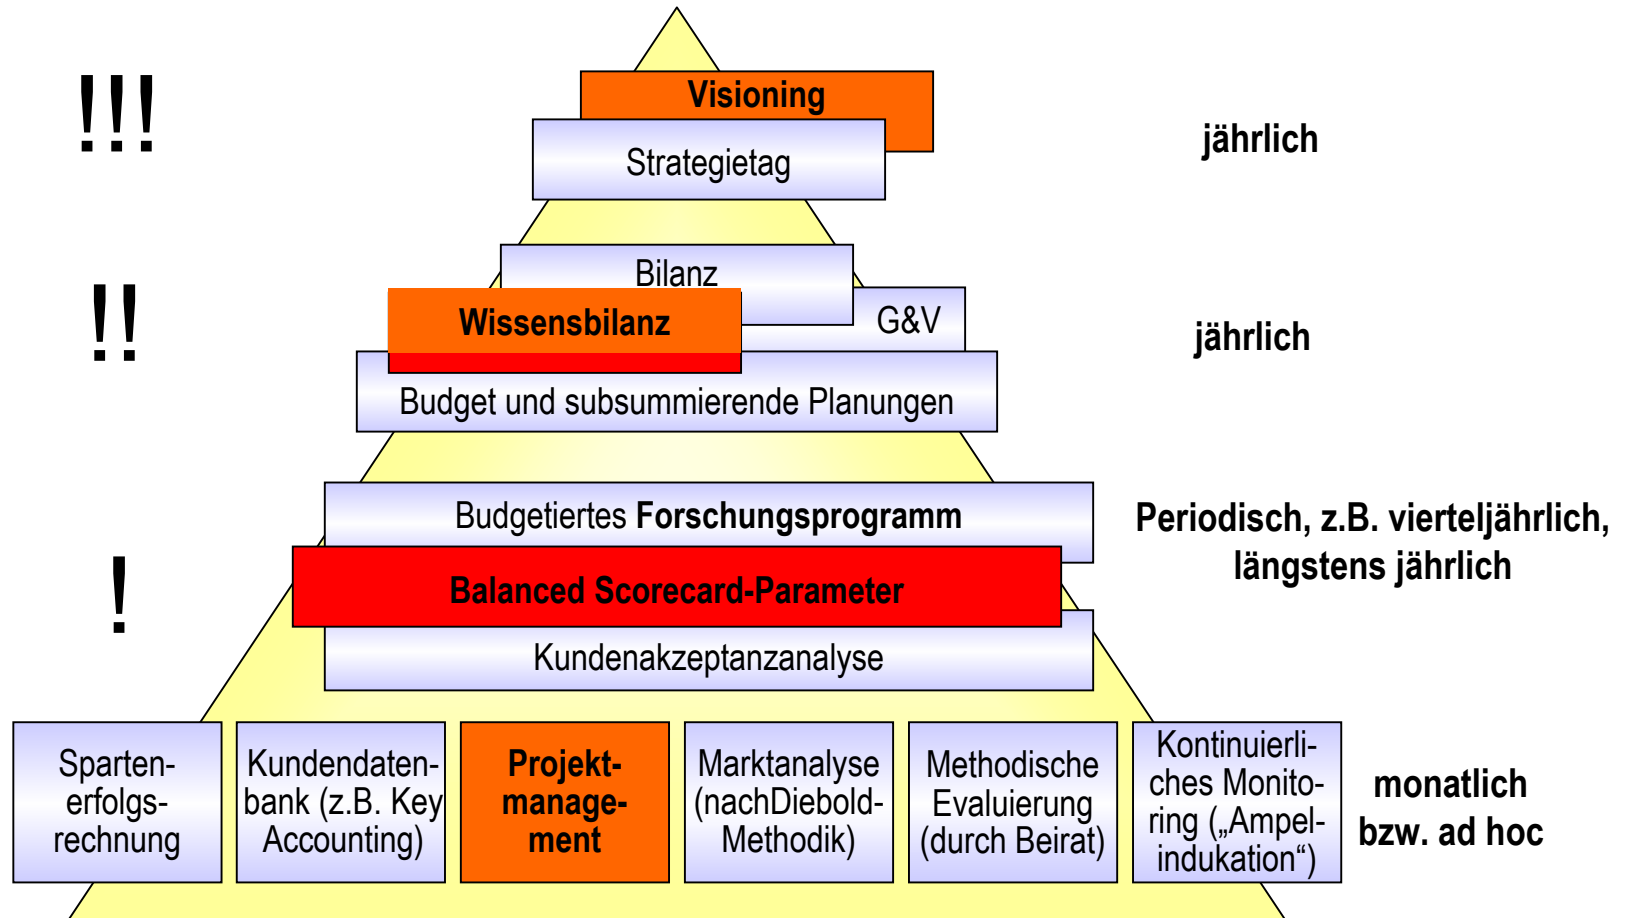 !!!
Visioning
Strategietag
jährlich
!!
Bilanz
Wissensbilanz
G&V
Budget und subsummierende Planungen
jährlich
!
Budgetiertes Forschungsprogramm
Balanced Scorecard-Parameter
Kundenakzeptanzanalyse
Periodisch, z.B. vierteljährlich,
längstens jährlich
Sparten-
erfolgs-
rechnung
Kundendaten-
bank (z.B. Key
Accounting)
Projekt-
manage-
ment
Marktanalyse
(nachDiebold-
Methodik)
Methodische
Evaluierung
(durch Beirat)
Kontinuierli-
ches Monito-
ring („Ampel-
indukation“)
monatlich
bzw. ad hoc